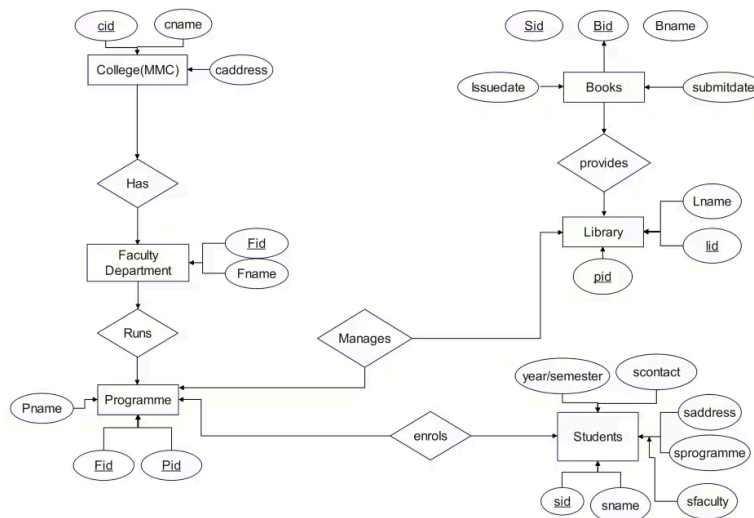 cid
cname
College(MMC)
caddress
Has
Faculty
Department
Fid
Fname
Runs
Pname
Programme
Fid
Pid
Manages
enrols
Sid
Bid
Bname
Issuedate
Books
submitdate
provides
Lname
Library
lid
pid
year/semester
scontact
saddress
Students
sprogramme
sid
sname
sfaculty